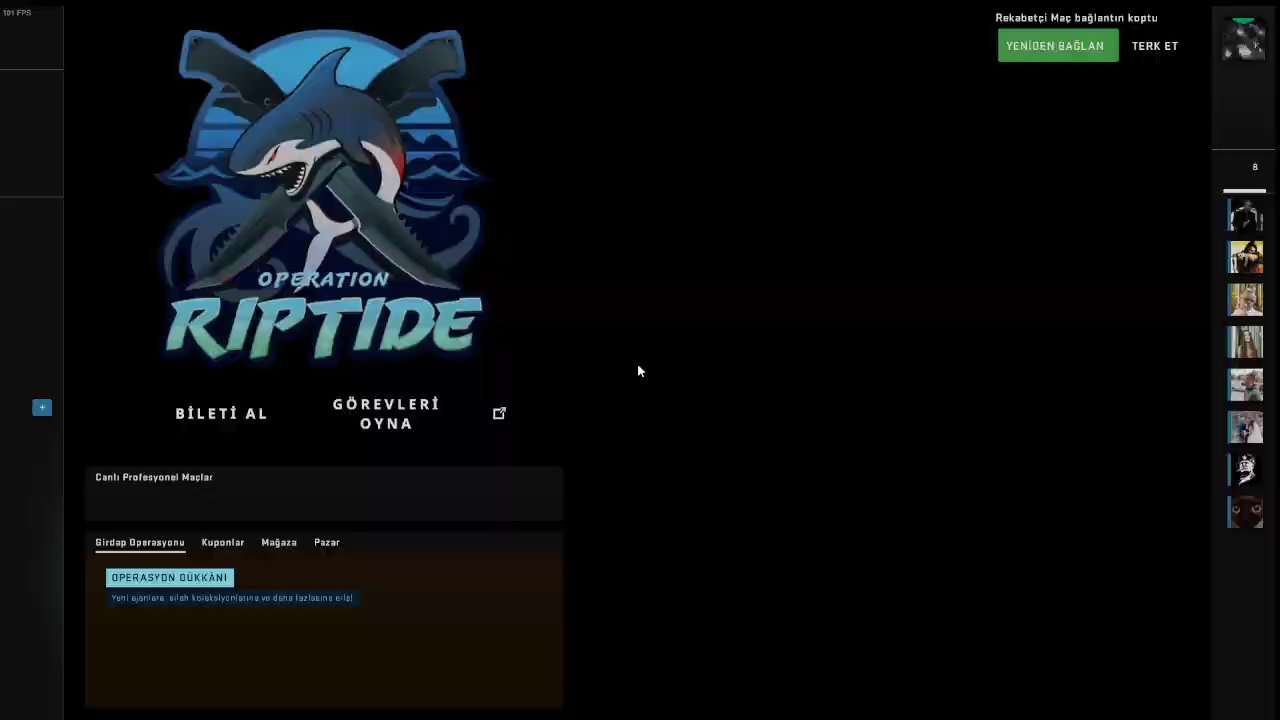 101 FPS
Rekabetçi Maç bağlantın koptu
YENİDEN BAĞLAN
TERK ET
8
OPERATION
RIPTIDE
BİLETİ AL
GÖREVLERİ
OYNA
Canlı Profesyonel Maçlar
Girdap Operasyonu
Kuponlar
Mağaza
Pazar
OPERASYON DÜKKÂNI
Yeni ajanlara, silah koleksiyonlarına ve daha fazlasına eriş!